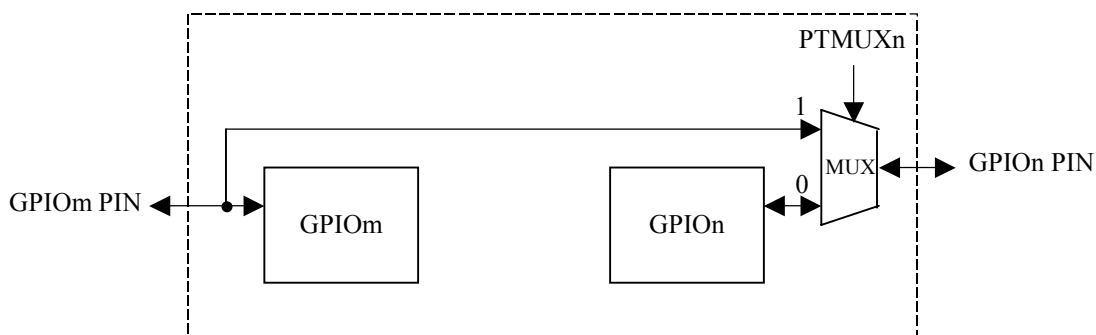 PTMUXn
1
MUX
GPIOm PIN
GPIOm
GPIOn
0
GPIOn PIN